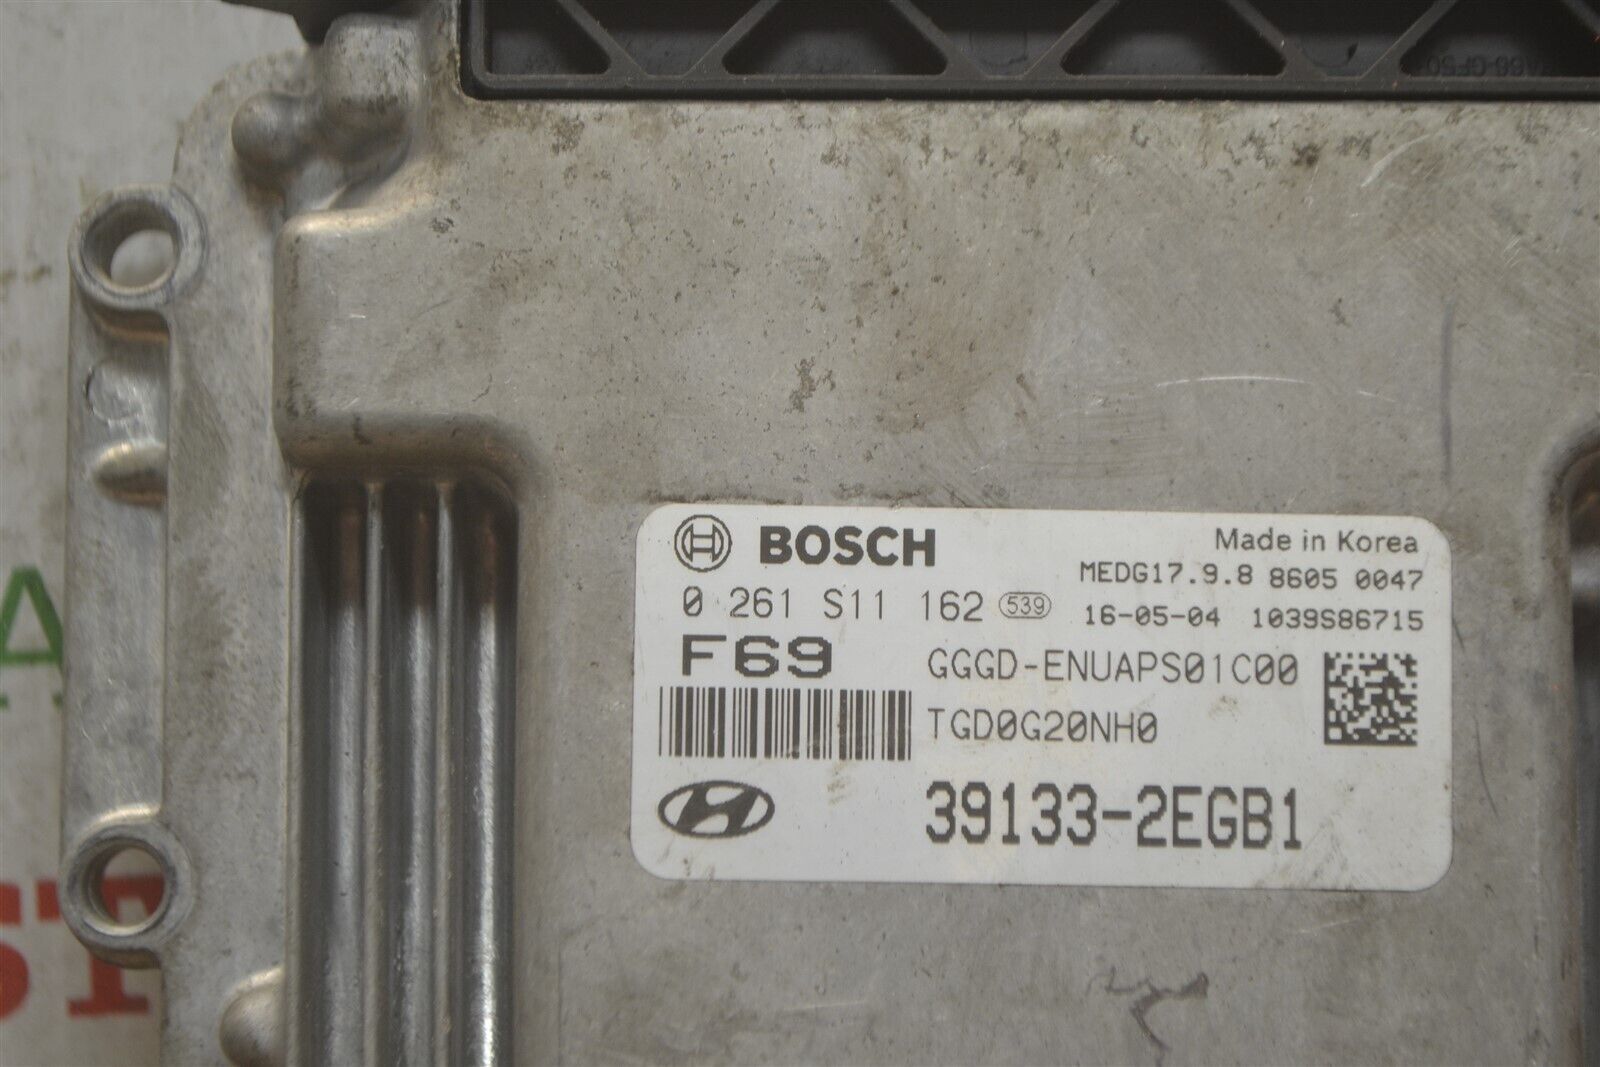 BOSCH
Made in Korea
MEDG17.9.8 8605 0047
0 261 S11 162 539
16-05-04 1039S86715
F69
GGGD-ENUAPS01C00
TGD0G20NH0
39133-2EGB1
A
ST